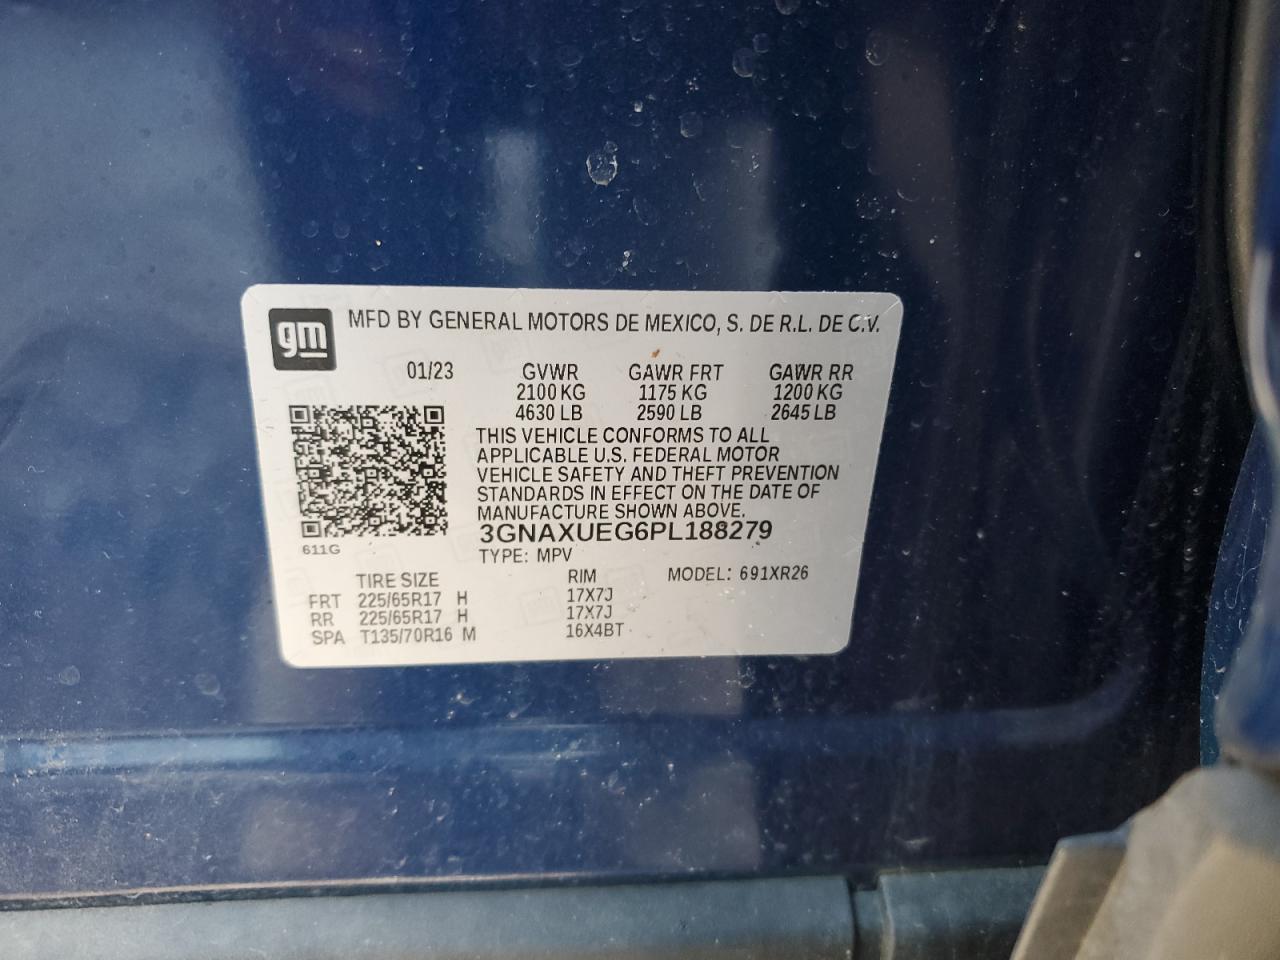 gm
MFD BY GENERAL MOTORS DE MEXICO, S. DE R.L. DE C.V.
01/23 GVWR GAWR FRT GAWR RR
2100 KG 1175 KG 1200 KG
4630 LB 2590 LB 2645 LB
THIS VEHICLE CONFORMS TO ALL
APPLICABLE U.S. FEDERAL MOTOR
VEHICLE SAFETY AND THEFT PREVENTION
STANDARDS IN EFFECT ON THE DATE OF
MANUFACTURE SHOWN ABOVE.
3GNAXUEG6PL188279
611G
TYPE: MPV
TIRE SIZE RIM MODEL: 691XR26
FRT 225/65R17 H 17X7J
RR 225/65R17 H 17X7J
SPA T135/70R16 M 16X4BT